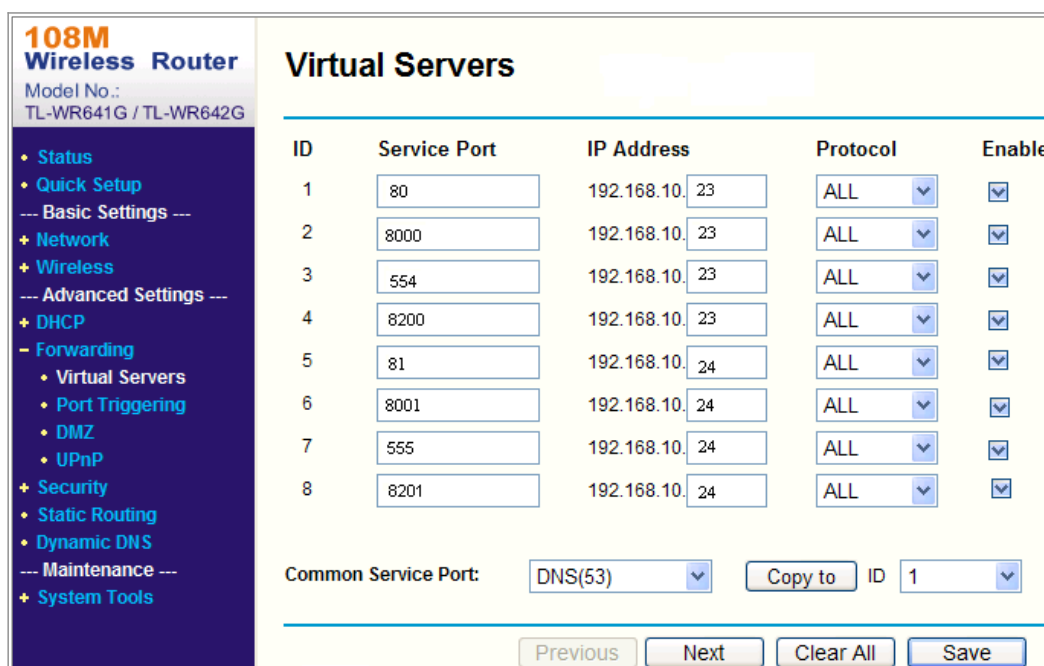 108M
Wireless Router
Model No.:
TL-WR641G / TL-WR642G
• Status
• Quick Setup
--- Basic Settings ---
+ Network
+ Wireless
--- Advanced Settings ---
+ DHCP
− Forwarding
• Virtual Servers
• Port Triggering
• DMZ
• UPnP
+ Security
• Static Routing
• Dynamic DNS
--- Maintenance ---
+ System Tools
Virtual Servers
ID Service Port IP Address Protocol Enable
1 80 192.168.10. 23 ALL
2 8000 192.168.10. 23 ALL
3 554 192.168.10. 23 ALL
4 8200 192.168.10. 23 ALL
5 81 192.168.10. 24 ALL
6 8001 192.168.10. 24 ALL
7 555 192.168.10. 24 ALL
8 8201 192.168.10. 24 ALL
Common Service Port: DNS(53) Copy to ID 1
Previous Next Clear All Save